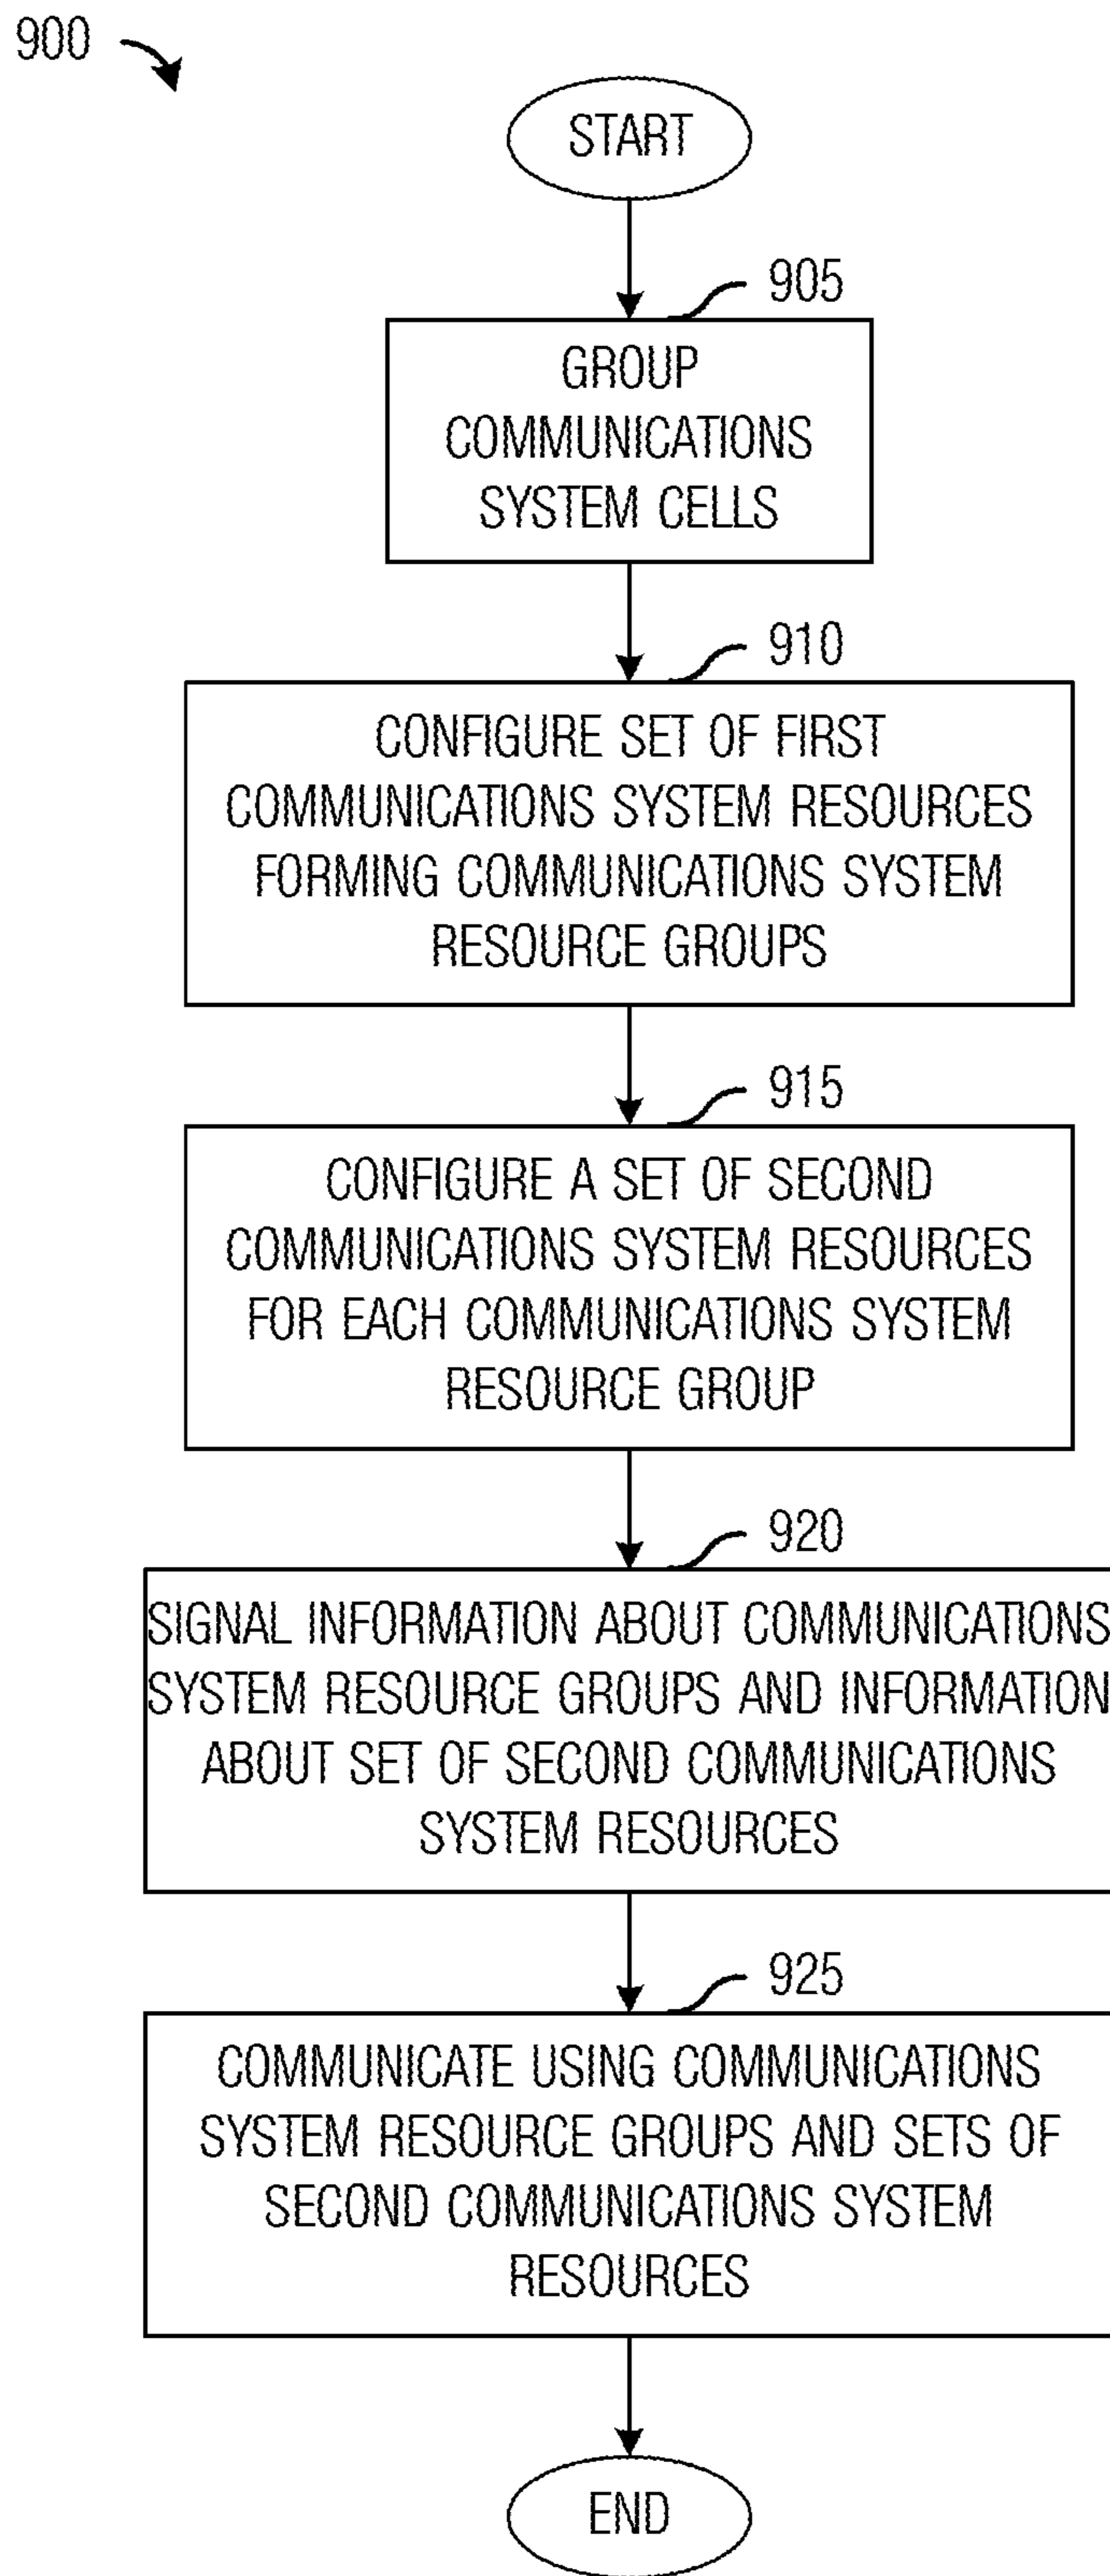 900
START
905
GROUP
COMMUNICATIONS
SYSTEM CELLS
910
CONFIGURE SET OF FIRST
COMMUNICATIONS SYSTEM RESOURCES
FORMING COMMUNICATIONS SYSTEM
RESOURCE GROUPS
915
CONFIGURE A SET OF SECOND
COMMUNICATIONS SYSTEM RESOURCES
FOR EACH COMMUNICATIONS SYSTEM
RESOURCE GROUP
920
SIGNAL INFORMATION ABOUT COMMUNICATIONS
SYSTEM RESOURCE GROUPS AND INFORMATION
ABOUT SET OF SECOND COMMUNICATIONS
SYSTEM RESOURCES
925
COMMUNICATE USING COMMUNICATIONS
SYSTEM RESOURCE GROUPS AND SETS OF
SECOND COMMUNICATIONS SYSTEM
RESOURCES
END